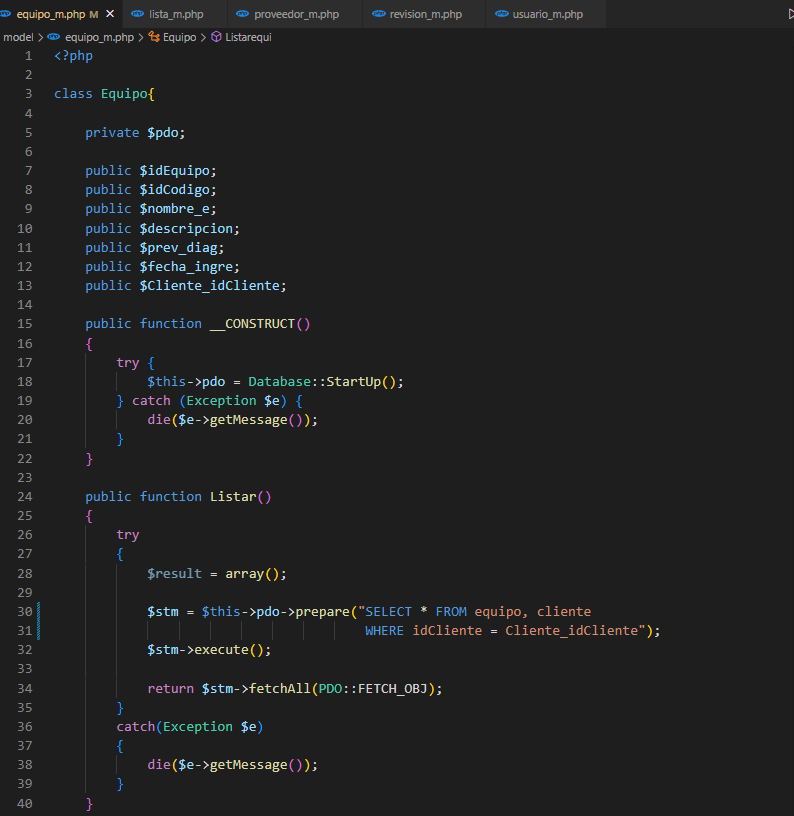 equipo_m.php M ×
lista_m.php
proveedor_m.php
revision_m.php
usuario_m.php
model > equipo_m.php > Equipo > Listarequi
1 <?php
2
3 class Equipo{
4
5 private $pdo;
6
7 public $idEquipo;
8 public $idCodigo;
9 public $nombre_e;
10 public $descripcion;
11 public $prev_diag;
12 public $fecha_ingre;
13 public $Cliente_idCliente;
14
15 public function __CONSTRUCT()
16 {
17 try {
18 $this->pdo = Database::StartUp();
19 } catch (Exception $e) {
20 die($e->getMessage());
21 }
22 }
23
24 public function Listar()
25 {
26 try
27 {
28 $result = array();
29
30 $stm = $this->pdo->prepare("SELECT * FROM equipo, cliente
31 WHERE idCliente = Cliente_idCliente");
32 $stm->execute();
33
34 return $stm->fetchAll(PDO::FETCH_OBJ);
35 }
36 catch(Exception $e)
37 {
38 die($e->getMessage());
39 }
40 }